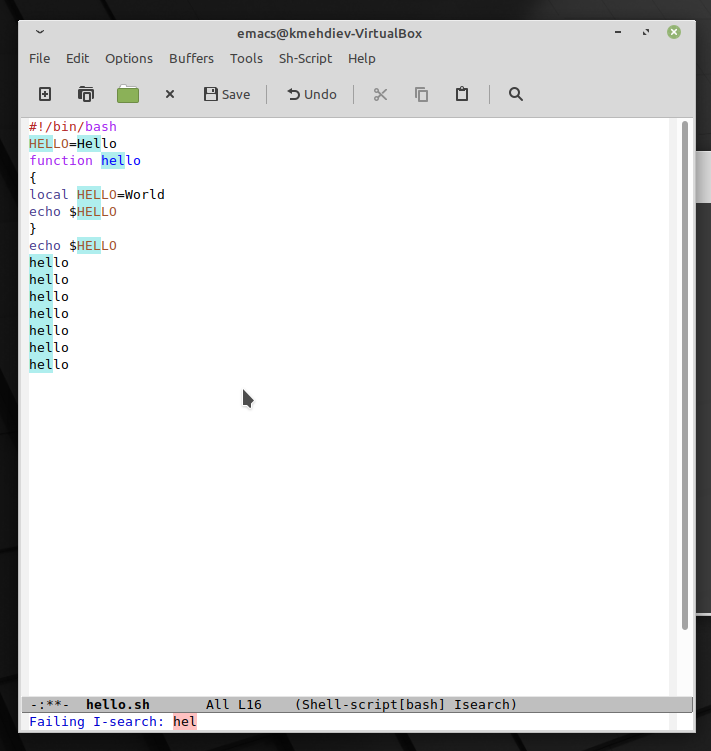 emacs@kmehdiev-VirtualBox
File Edit Options Buffers Tools Sh-Script Help
Save Undo
#!/bin/bash
HELLO=Hello
function hello
{
local HELLO=World
echo $HELLO
}
echo $HELLO
hello
hello
hello
hello
hello
hello
hello
-:**-  hello.sh       All L16    (Shell-script[bash] Isearch)
Failing I-search: hel